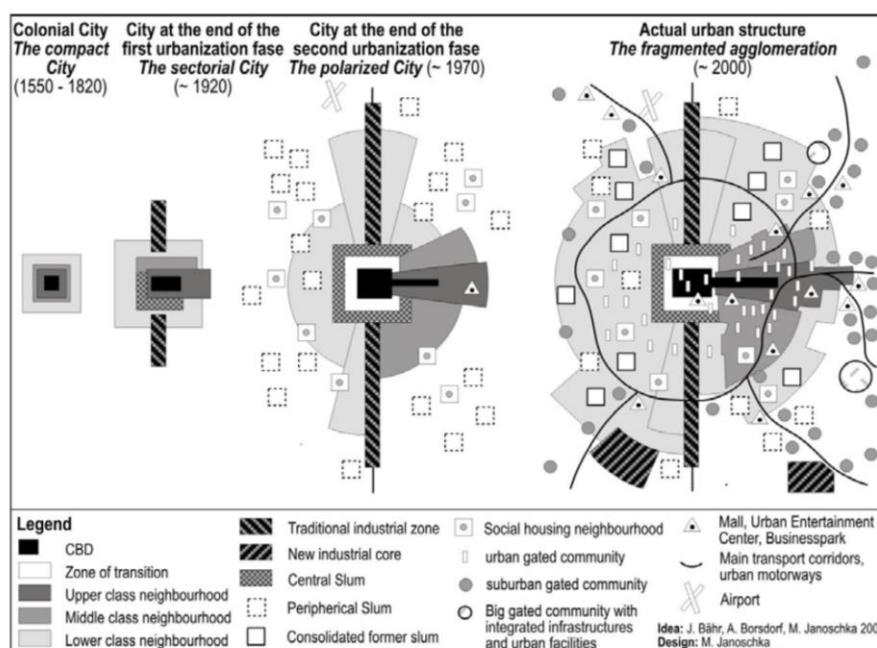 Colonial City
The compact
City
(1550 - 1820)
City at the end of the
first urbanization fase
The sectorial City
(~ 1920)
City at the end of the
second urbanization fase
The polarized City (~ 1970)
Actual urban structure
The fragmented agglomeration
(~ 2000)
Legend
CBD
Zone of transition
Upper class neighbourhood
Middle class neighbourhood
Lower class neighbourhood
Traditional industrial zone
New industrial core
Central Slum
Peripherical Slum
Consolidated former slum
Social housing neighbourhood
urban gated community
suburban gated community
Big gated community with
integrated infrastructures
and urban facilities
Mall, Urban Entertainment
Center, Businesspark
Main transport corridors,
urban motorways
Airport
Idea: J. Bähr, A. Borsdorf, M. Janoschka 200
Design: M. Janoschka